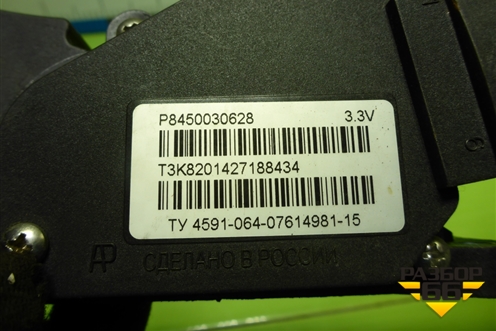 P8450030628 3.3V
T3K8201427188434
ТУ 4591-064-07614981-15
СДЕЛАНО В РОССИИ
РАЗБОР
66